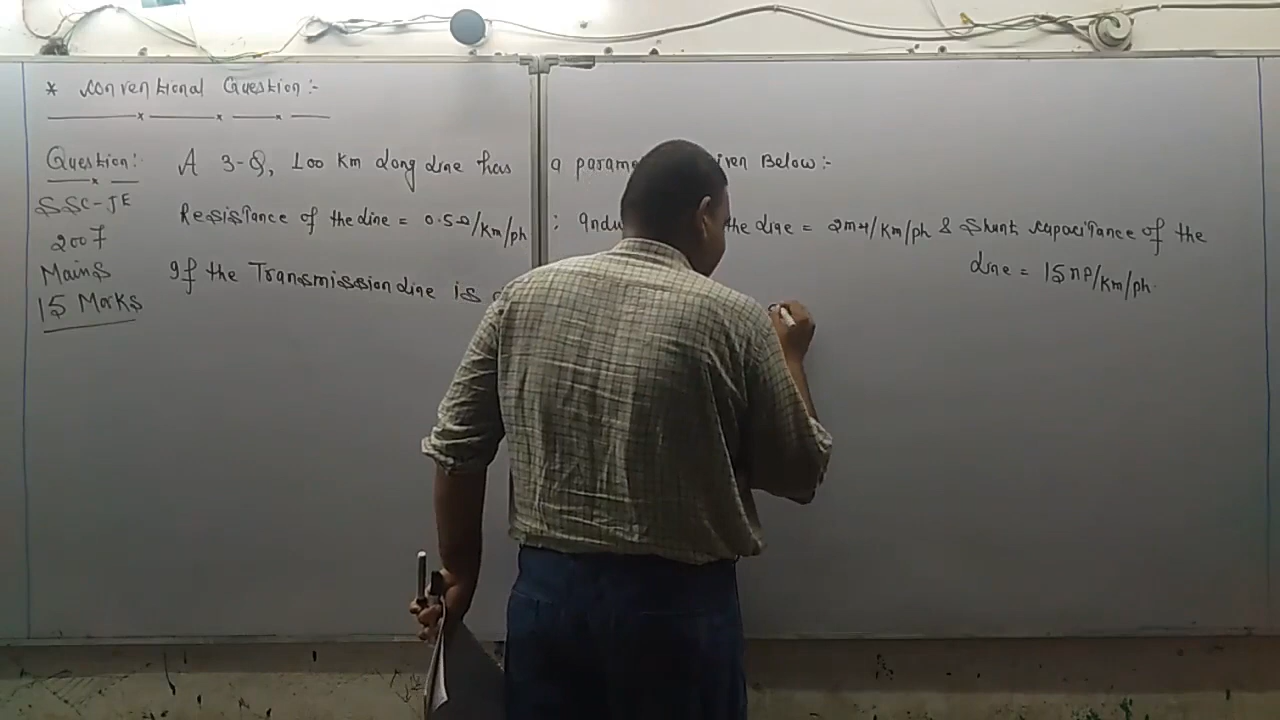 * Conventional Question:-
Question:- A 3-Φ, 100 Km long line has a param iven Below:-
SSC-JE Resistance of the line = 0.5Ω/Km/ph ; Indu the line = 2mH/Km/ph & Shunt capacitance of the
2007 line = 15nF/Km/ph.
Mains If the Transmission line is
15 Marks